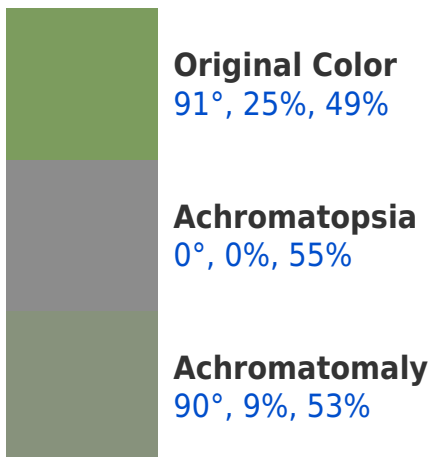 Original Color
91°, 25%, 49%
Achromatopsia
0°, 0%, 55%
Achromatomaly
90°, 9%, 53%